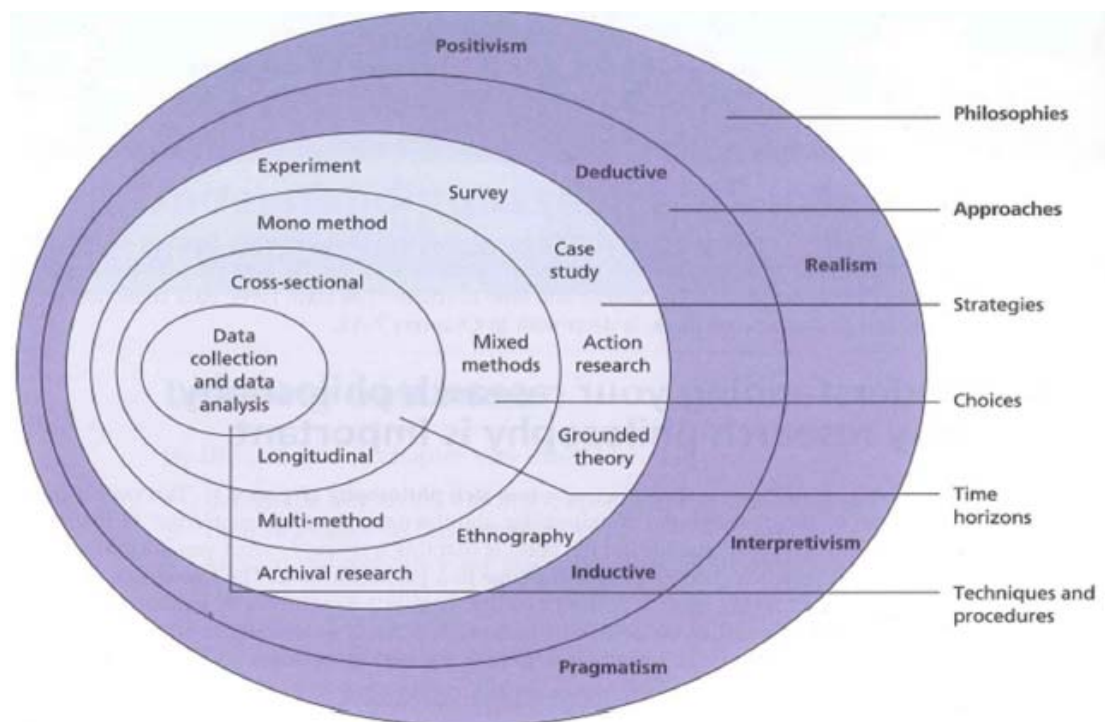 Positivism
Philosophies
Experiment
Deductive
Survey
Approaches
Mono method
Case
study
Realism
Cross-sectional
Strategies
Data
collection
and data
analysis
Mixed
methods
Action
research
Choices
Longitudinal
Grounded
theory
Time
horizons
Multi-method
Ethnography
Interpretivism
Archival research
Inductive
Techniques and
procedures
Pragmatism